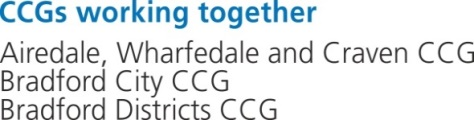 CCGs working together
Airedale, Wharfedale and Craven CCG
Bradford City CCG
Bradford Districts CCG